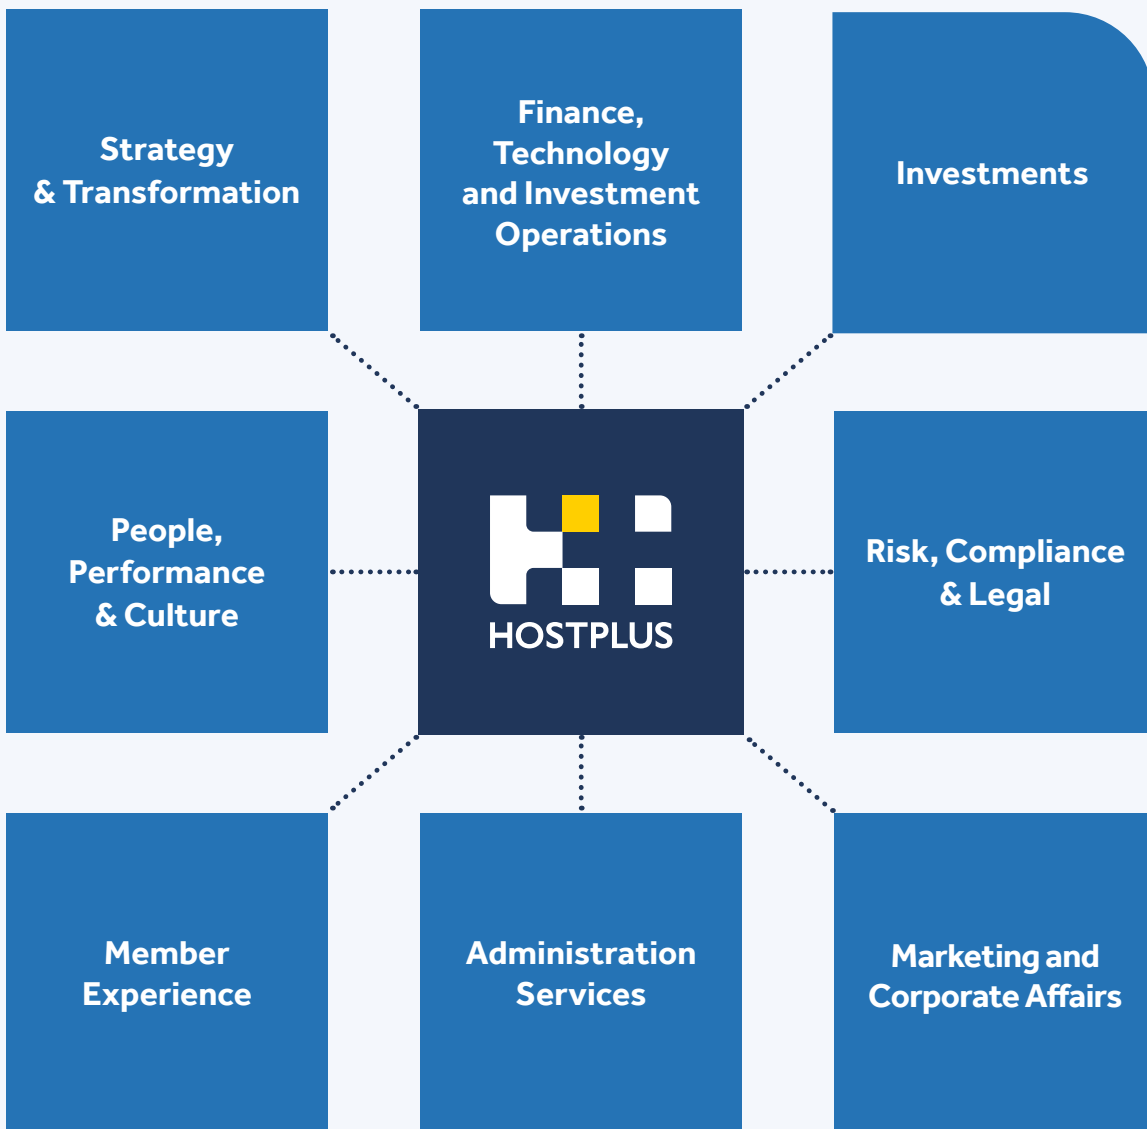 Strategy
& Transformation
Finance,
Technology
and Investment
Operations
Investments
People,
Performance
& Culture
HOSTPLUS
Risk, Compliance
& Legal
Member
Experience
Administration
Services
Marketing and
Corporate Affairs